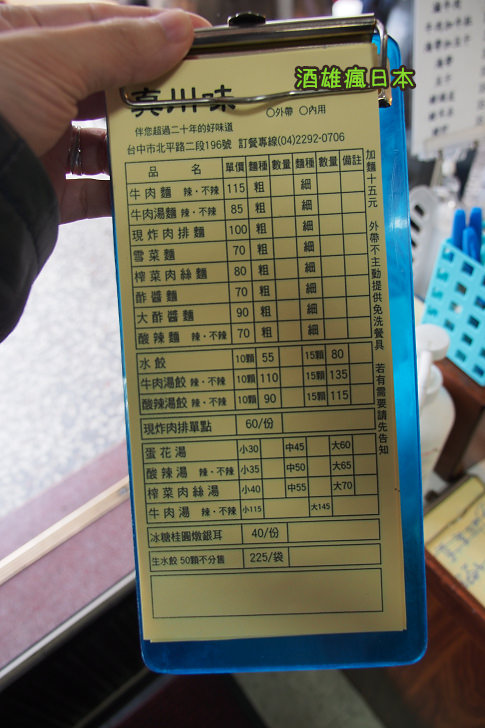 酒雄瘋日本
真川味
○外帶 ○內用
伴您超過二十年的好味道
台中市北平路二段196號 訂餐專線(04)2292-0706
品名 單價 麵種 數量 麵種 數量 備註
牛肉麵 辣·不辣 115 粗 細
牛肉湯麵 辣·不辣 85 粗 細
現炸肉排麵 100 粗 細
雪菜麵 70 粗 細
榨菜肉絲麵 80 粗 細
酢醬麵 70 粗 細
大酢醬麵 90 粗 細
酸辣麵 辣·不辣 70 粗 細
水餃 10顆 55 15顆 80
牛肉湯餃 辣·不辣 10顆 110 15顆 135
酸辣湯餃 辣·不辣 10顆 90 15顆 115
現炸肉排單點 60/份
蛋花湯 小30 中45 大60
酸辣湯 辣·不辣 小35 中50 大65
榨菜肉絲湯 小40 中55 大70
牛肉湯 辣·不辣 小115 大145
冰糖桂圓燉銀耳 40/份
生水餃 50顆不分售 225/袋
加麵十五元 外帶不主動提供免洗餐具 若有需要請先告知